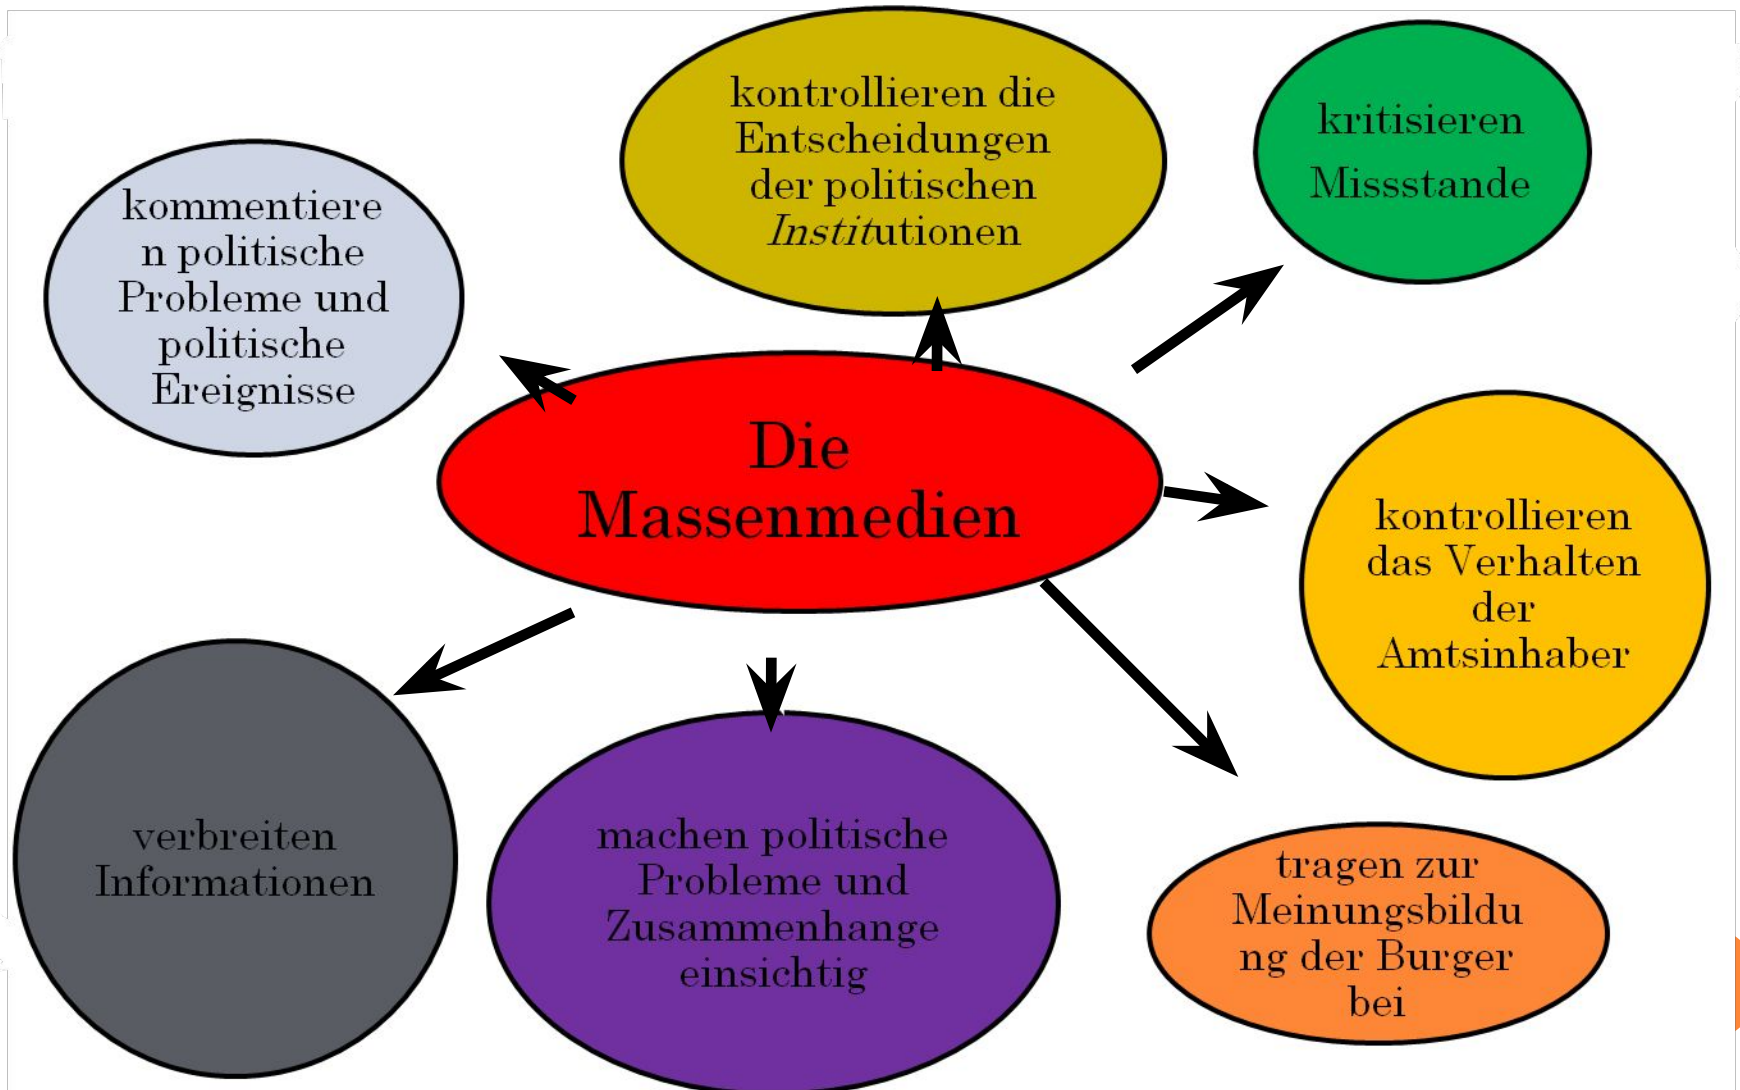 kontrollieren die
Entscheidungen
der politischen
Institutionen
kritisieren
Missstande
kommentiere
n politische
Probleme und
politische
Ereignisse
Die
Massenmedien
kontrollieren
das Verhalten
der
Amtsinhaber
verbreiten
Informationen
machen politische
Probleme und
Zusammenhange
einsichtig
tragen zur
Meinungsbildu
ng der Burger
bei